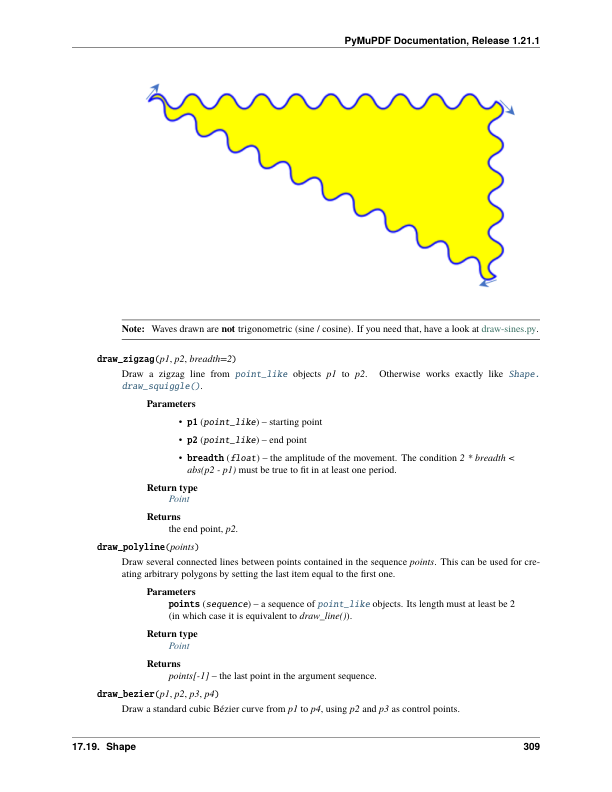 PyMuPDF Documentation, Release 1.21.1
Note: Waves drawn are not trigonometric (sine / cosine). If you need that, have a look at draw-sines.py.
draw_zigzag(p1, p2, breadth=2)
Draw a zigzag line from point_like objects p1 to p2. Otherwise works exactly like Shape.
draw_squiggle().
Parameters
• p1 (point_like) – starting point
• p2 (point_like) – end point
• breadth (float) – the amplitude of the movement. The condition 2 * breadth <
abs(p2 - p1) must be true to fit in at least one period.
Return type
Point
Returns
the end point, p2.
draw_polyline(points)
Draw several connected lines between points contained in the sequence points. This can be used for cre-
ating arbitrary polygons by setting the last item equal to the first one.
Parameters
points (sequence) – a sequence of point_like objects. Its length must at least be 2
(in which case it is equivalent to draw_line()).
Return type
Point
Returns
points[-1] – the last point in the argument sequence.
draw_bezier(p1, p2, p3, p4)
Draw a standard cubic Bézier curve from p1 to p4, using p2 and p3 as control points.
17.19. Shape 309